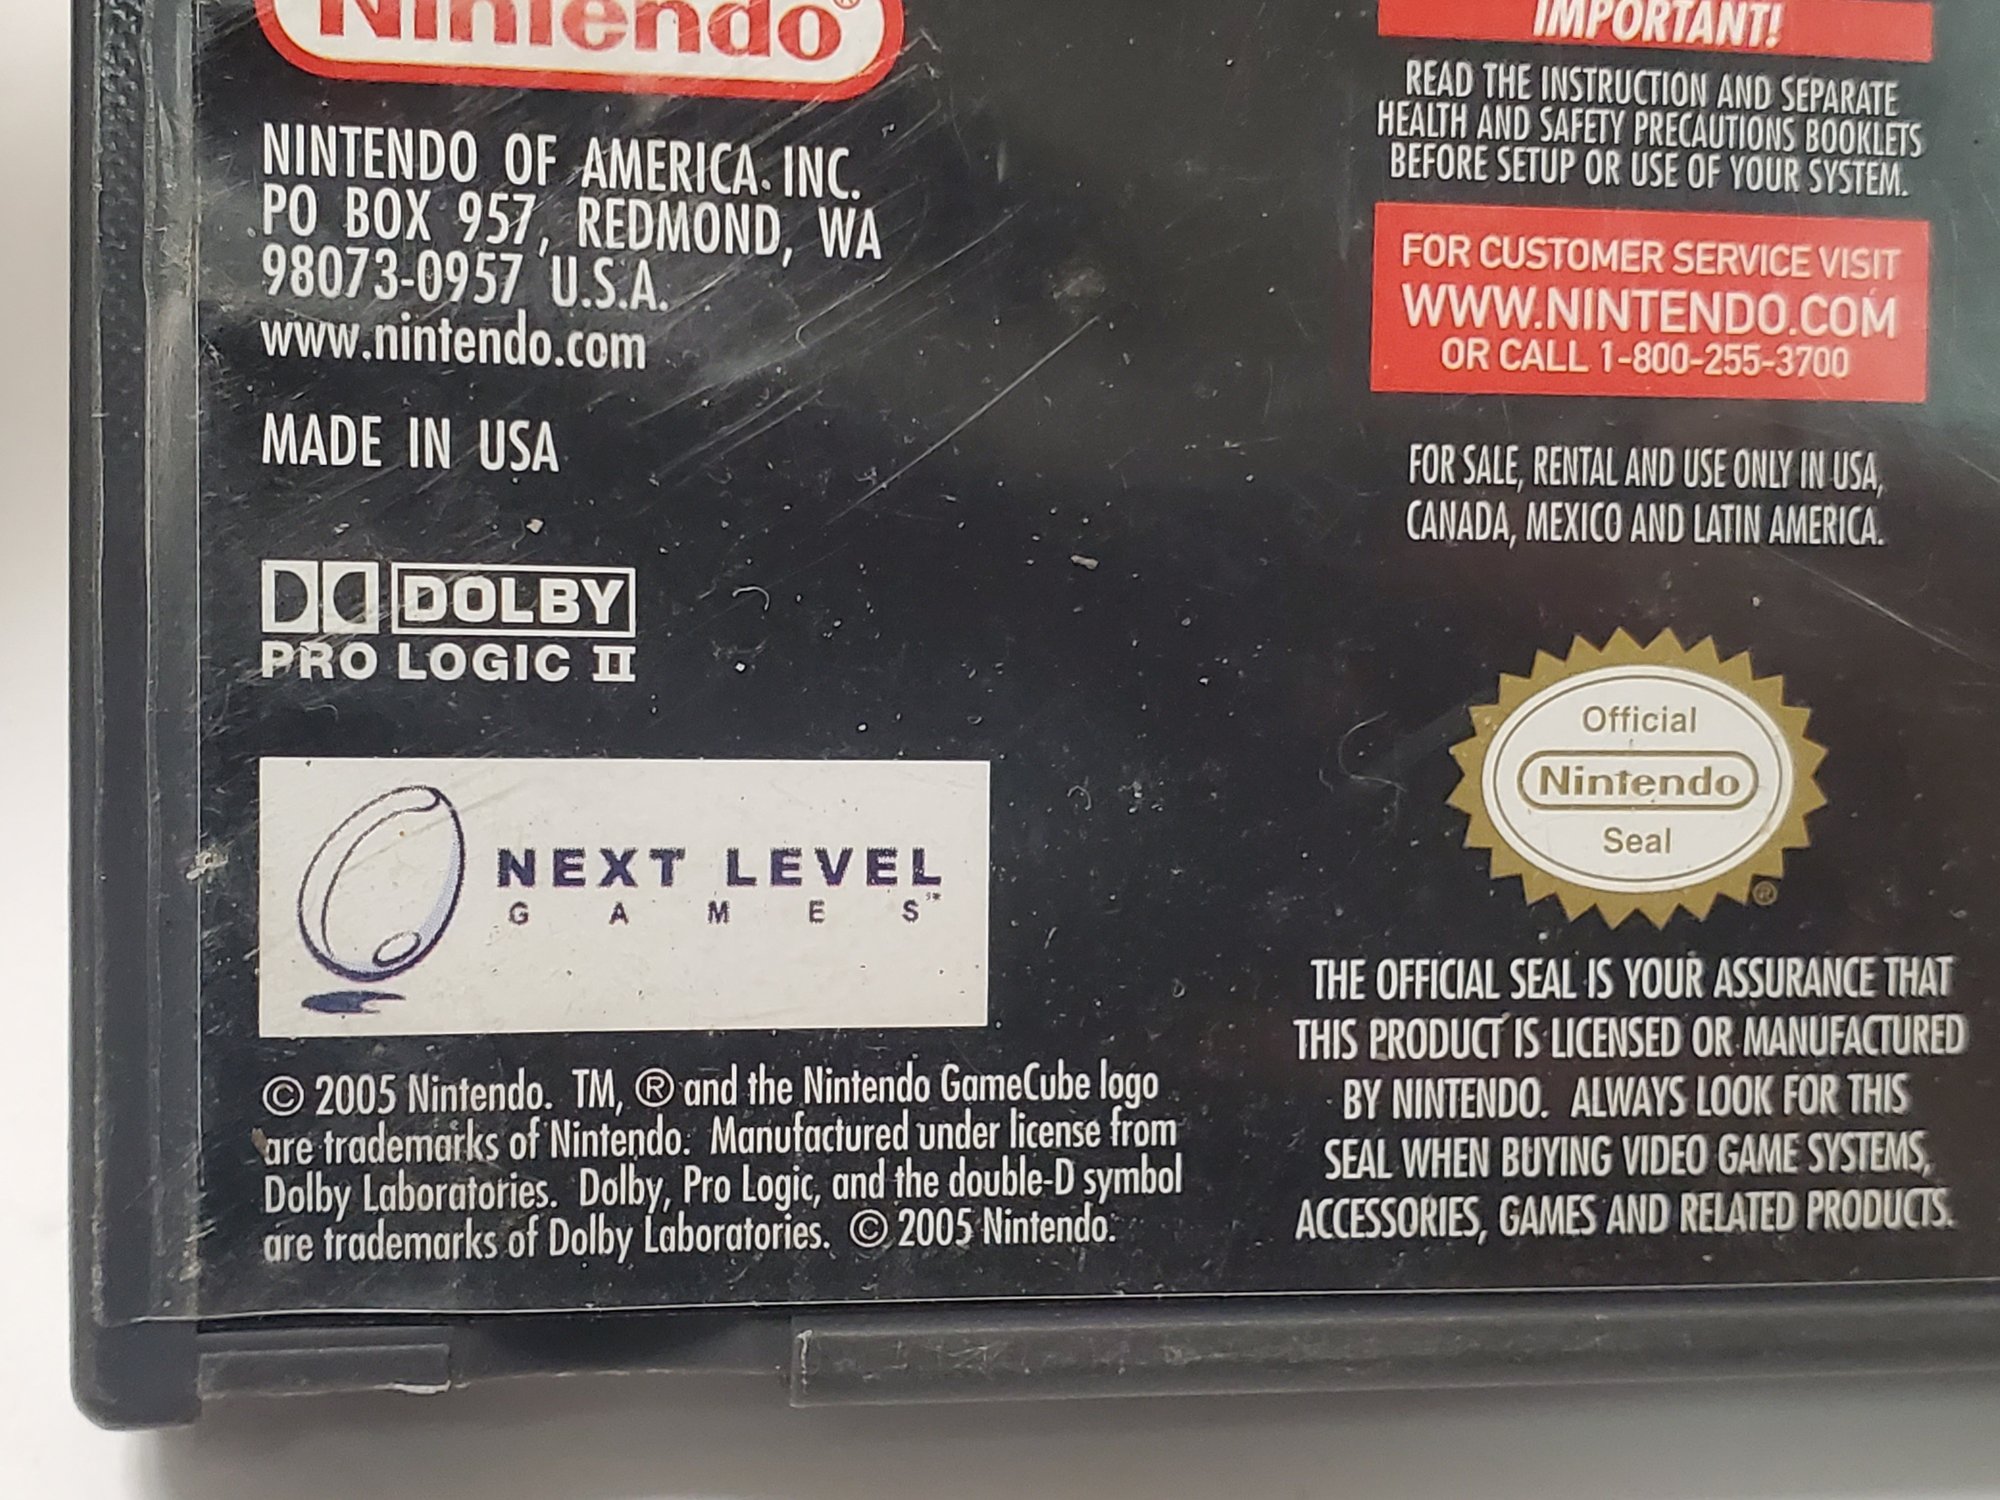 Nintendo®
NINTENDO OF AMERICA INC.
PO BOX 957, REDMOND, WA
98073-0957 U.S.A.
www.nintendo.com
MADE IN USA
DOLBY
PRO LOGIC II
NEXT LEVEL
GAMES™
© 2005 Nintendo. TM, ® and the Nintendo GameCube logo
are trademarks of Nintendo. Manufactured under license from
Dolby Laboratories. Dolby, Pro Logic, and the double-D symbol
are trademarks of Dolby Laboratories. © 2005 Nintendo.
IMPORTANT!
READ THE INSTRUCTION AND SEPARATE
HEALTH AND SAFETY PRECAUTIONS BOOKLETS
BEFORE SETUP OR USE OF YOUR SYSTEM.
FOR CUSTOMER SERVICE VISIT
WWW.NINTENDO.COM
OR CALL 1-800-255-3700
FOR SALE, RENTAL AND USE ONLY IN USA,
CANADA, MEXICO AND LATIN AMERICA.
Official
Nintendo
Seal
®
THE OFFICIAL SEAL IS YOUR ASSURANCE THAT
THIS PRODUCT IS LICENSED OR MANUFACTURED
BY NINTENDO. ALWAYS LOOK FOR THIS
SEAL WHEN BUYING VIDEO GAME SYSTEMS,
ACCESSORIES, GAMES AND RELATED PRODUCTS.